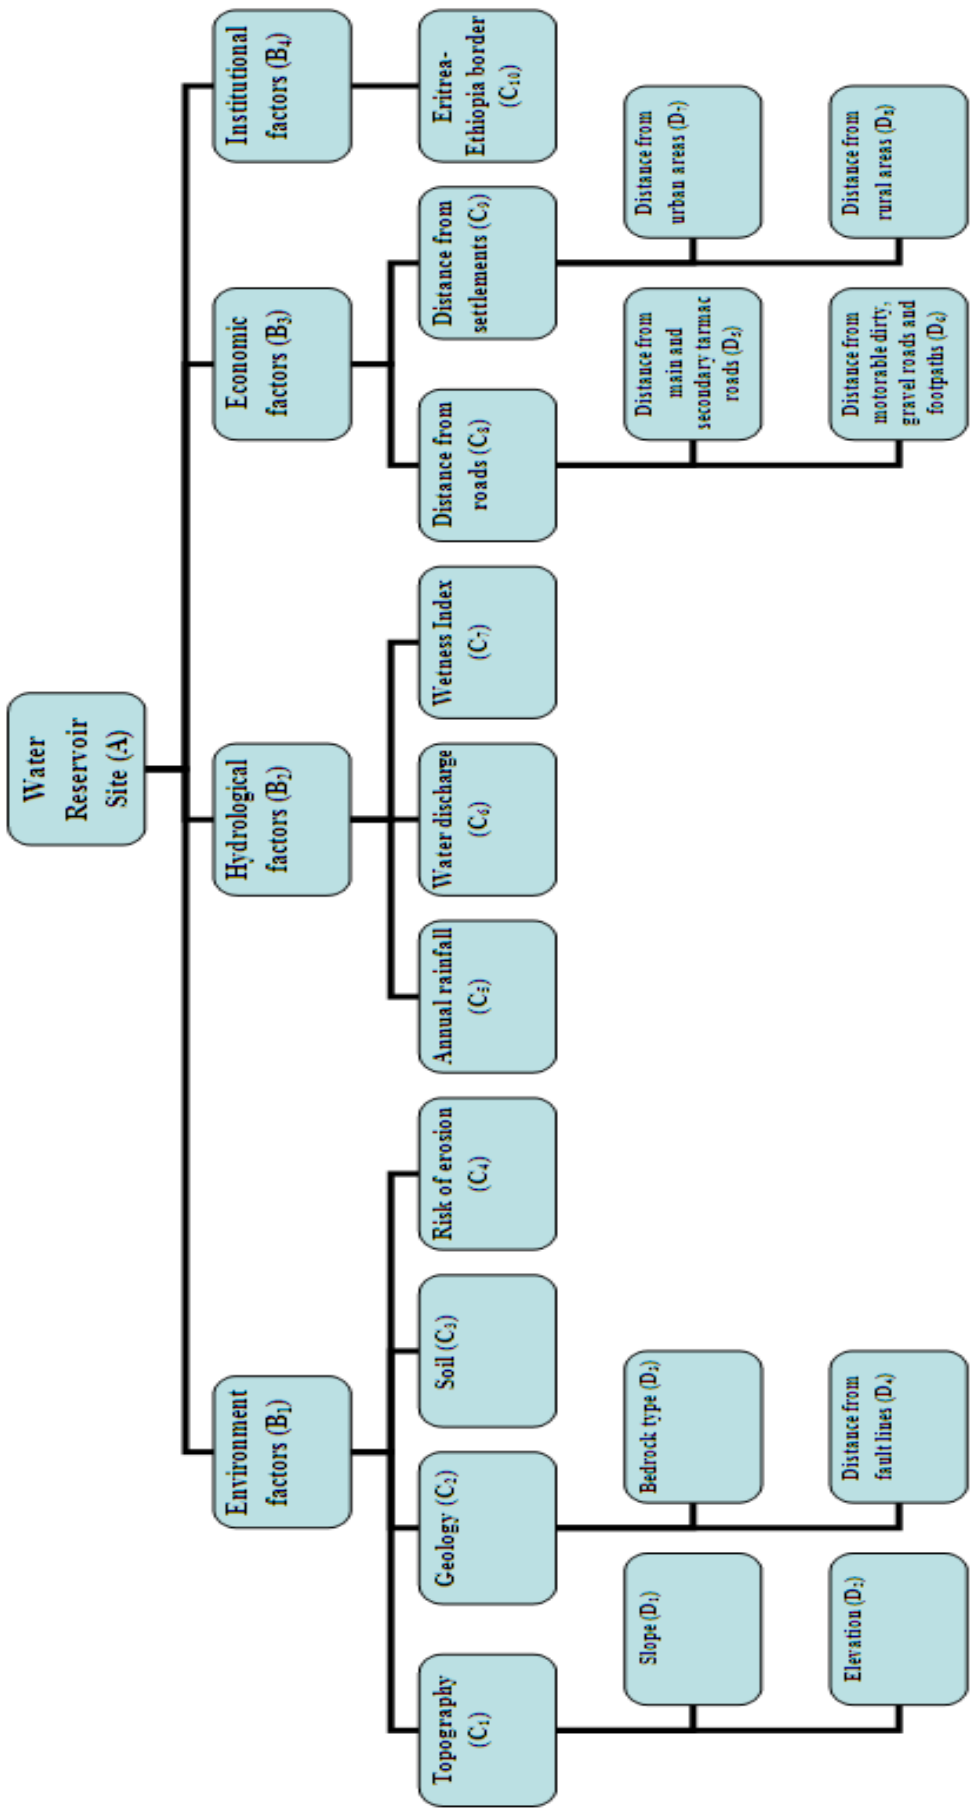 Water
Reservoir
Site (A)
Environment
factors (B₁)
Hydrological
factors (B₂)
Economic
factors (B₃)
Institutional
factors (B₄)
Topography
(C₁)
Geology (C₂)
Soil (C₃)
Risk of erosion
(C₄)
Annual rainfall
(C₅)
Water discharge
(C₆)
Wetness Index
(C₇)
Distance from
roads (C₈)
Distance from
settlements (C₉)
Eritrea-
Ethiopia border
(C₁₀)
Slope (D₁)
Bedrock type (D₃)
Distance from
main and
secondary tarmac
roads (D₅)
Distance from
urban areas (D₇)
Elevation (D₂)
Distance from
fault lines (D₄)
Distance from
motorable dirty,
gravel roads and
footpaths (D₆)
Distance from
rural areas (D₈)